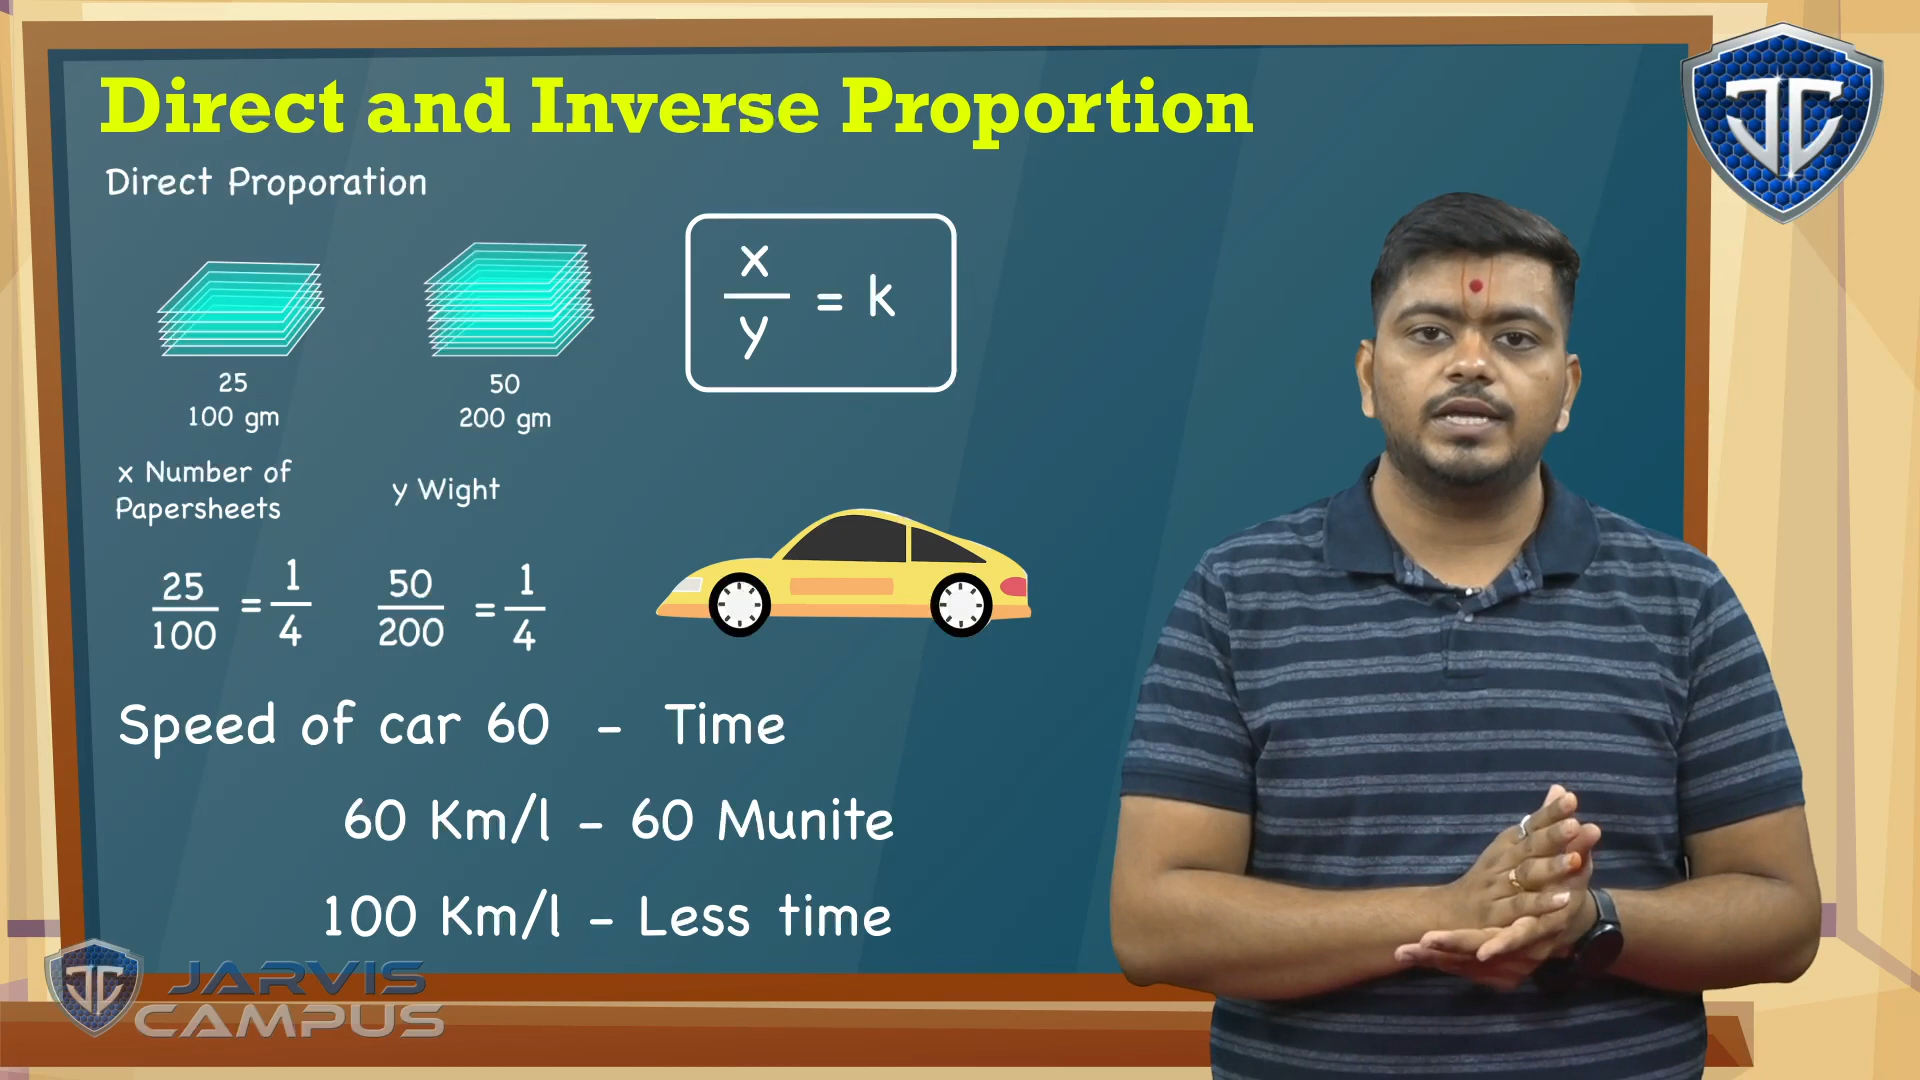 Direct and Inverse Proportion
Direct Proporation
x
y
= k
25
100 gm
50
200 gm
x Number of
Papersheets
y Wight
25
100
= 1
4
50
200
= 1
4
Speed of car 60 - Time
60 Km/l - 60 Munite
100 Km/l - Less time
JC
JC
JARVIS
CAMPUS